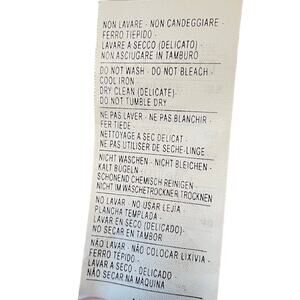 NON LAVARE - NON CANDEGGIARE -
FERRO TIEPIDO -
LAVARE A SECCO (DELICATO) -
NON ASCIUGARE IN TAMBURO
DO NOT WASH - DO NOT BLEACH -
COOL IRON -
DRY CLEAN (DELICATE) -
DO NOT TUMBLE DRY
NE PAS LAVER - NE PAS BLANCHIR -
FER TIEDE -
NETTOYAGE A SEC DELICAT -
NE PAS UTILISER DE SECHE-LINGE
NICHT WASCHEN - NICHT BLEICHEN -
KALT BÜGELN -
SCHONEND CHEMISCH REINIGEN -
NICHT IM WÄSCHETROCKNER TROCKNEN
NO LAVAR - NO USAR LEJIA -
PLANCHA TEMPLADA -
LAVAR EN SECO (DELICADO) -
NO SECAR EN TAMBOR
NÃO LAVAR - NÃO COLOCAR LIXÍVIA -
FERRO TEPIDO -
LAVAR A SECO - DELICADO -
NÃO SECAR NA MAQUINA